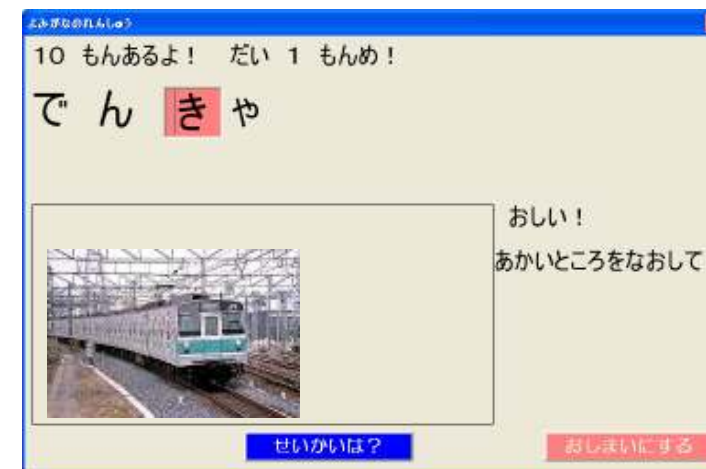 よみがなのれんしゅう
10 もんあるよ！ だい 1 もんめ！
でんきゃ
おしい！
あかいところをなおして
せいかいは？
おしまいにする